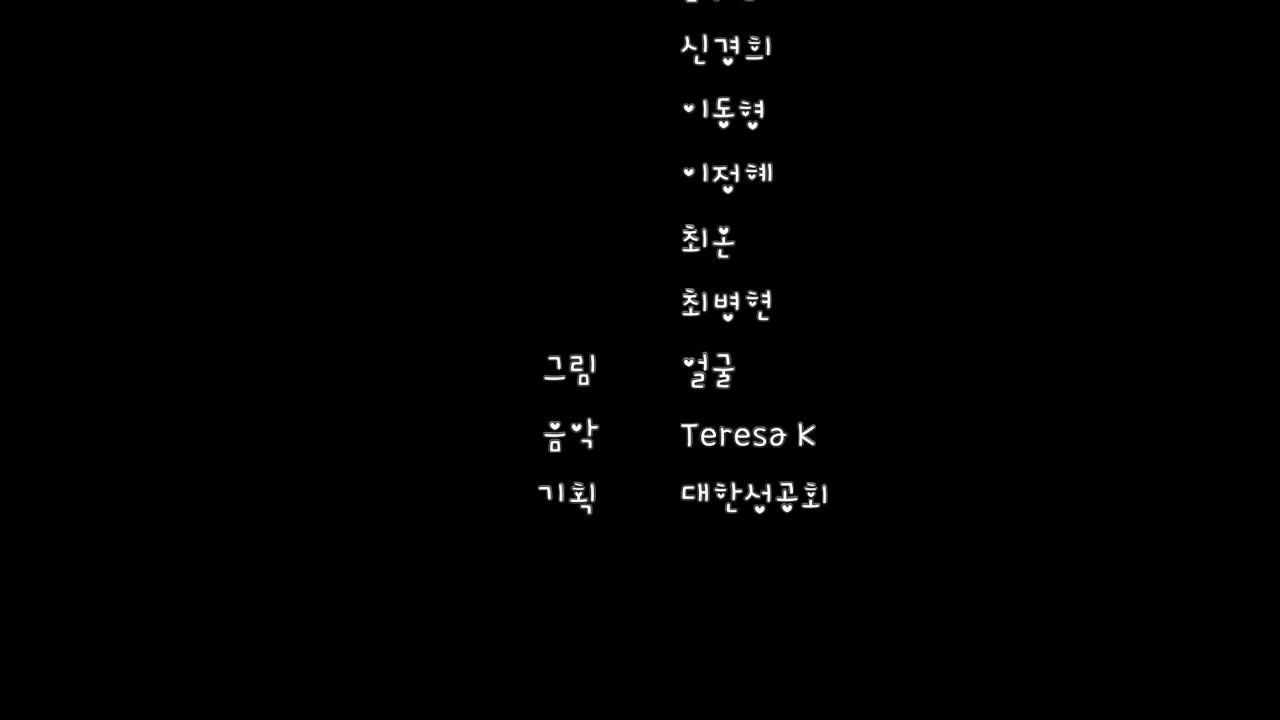 신경희
이동형
이정혜
최온
최병현
그림 얼굴
음악 Teresa K
기획 대한성공회